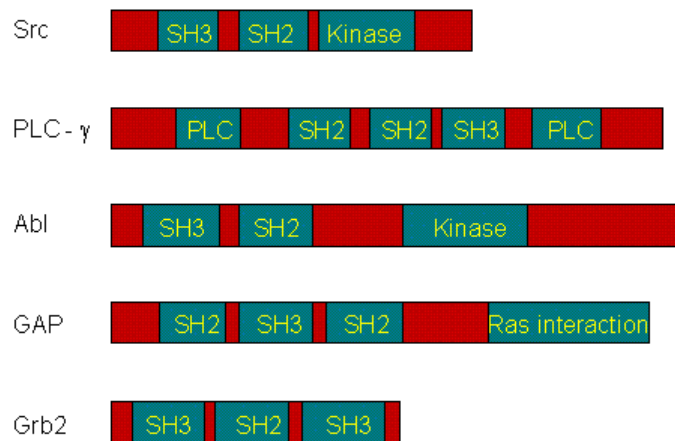 Src SH3 SH2 Kinase
PLC - γ PLC SH2 SH2 SH3 PLC
Abl SH3 SH2 Kinase
GAP SH2 SH3 SH2 Ras interaction
Grb2 SH3 SH2 SH3